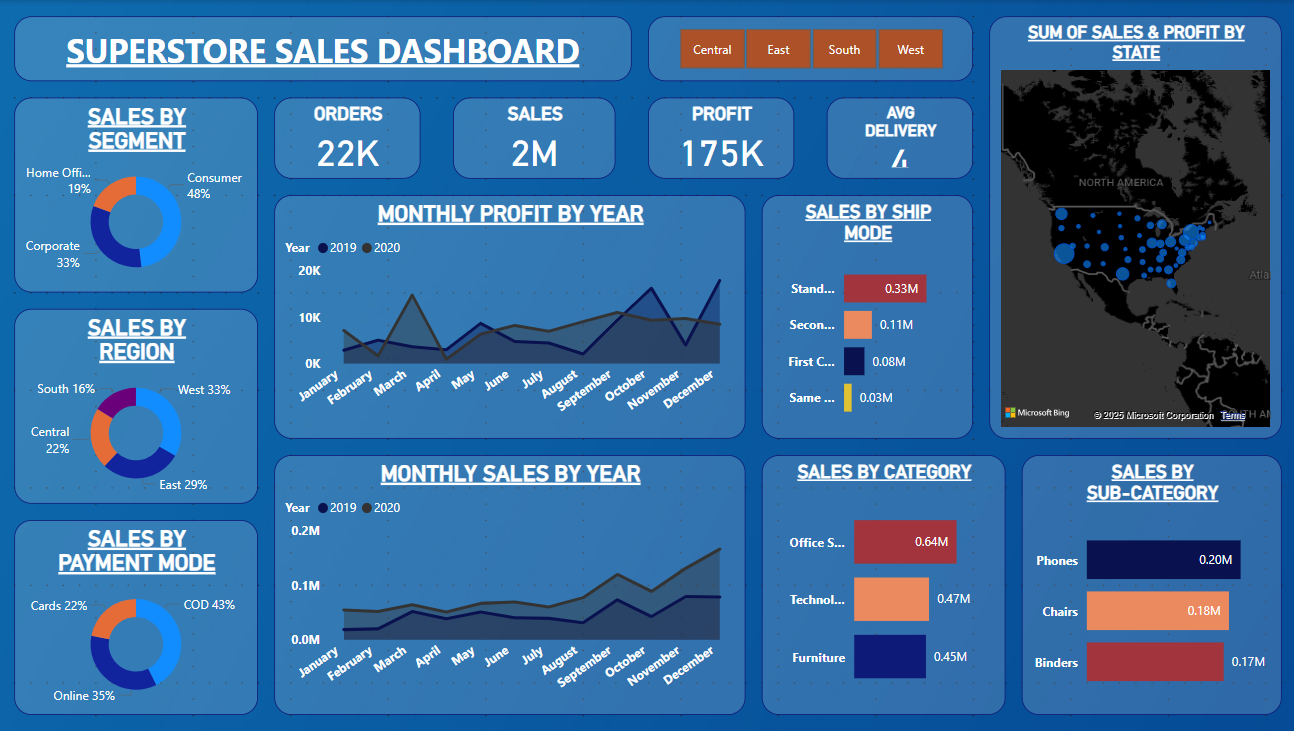 SUPERSTORE SALES DASHBOARD
Central
East
South
West
SUM OF SALES & PROFIT BY
STATE
NORTH AMERICA
Atla
Microsoft Bing
© 2025 Microsoft Corporation
Terms
TH AM
SALES BY
SEGMENT
Home Offi...
19%
Consumer
48%
Corporate
33%
ORDERS
22K
SALES
2M
PROFIT
175K
AVG
DELIVERY
4
MONTHLY PROFIT BY YEAR
Year 2019 2020
20K
10K
0K
January
February
March
April
May
June
July
August
September
October
November
December
SALES BY SHIP
MODE
Stand... 0.33M
Secon... 0.11M
First C... 0.08M
Same ... 0.03M
SALES BY
REGION
South 16%
West 33%
Central
22%
East 29%
SALES BY
PAYMENT MODE
Cards 22%
COD 43%
Online 35%
MONTHLY SALES BY YEAR
Year 2019 2020
0.2M
0.1M
0.0M
January
February
March
April
May
June
July
August
September
October
November
December
SALES BY CATEGORY
Office S... 0.64M
Technol... 0.47M
Furniture 0.45M
SALES BY
SUB-CATEGORY
Phones 0.20M
Chairs 0.18M
Binders 0.17M